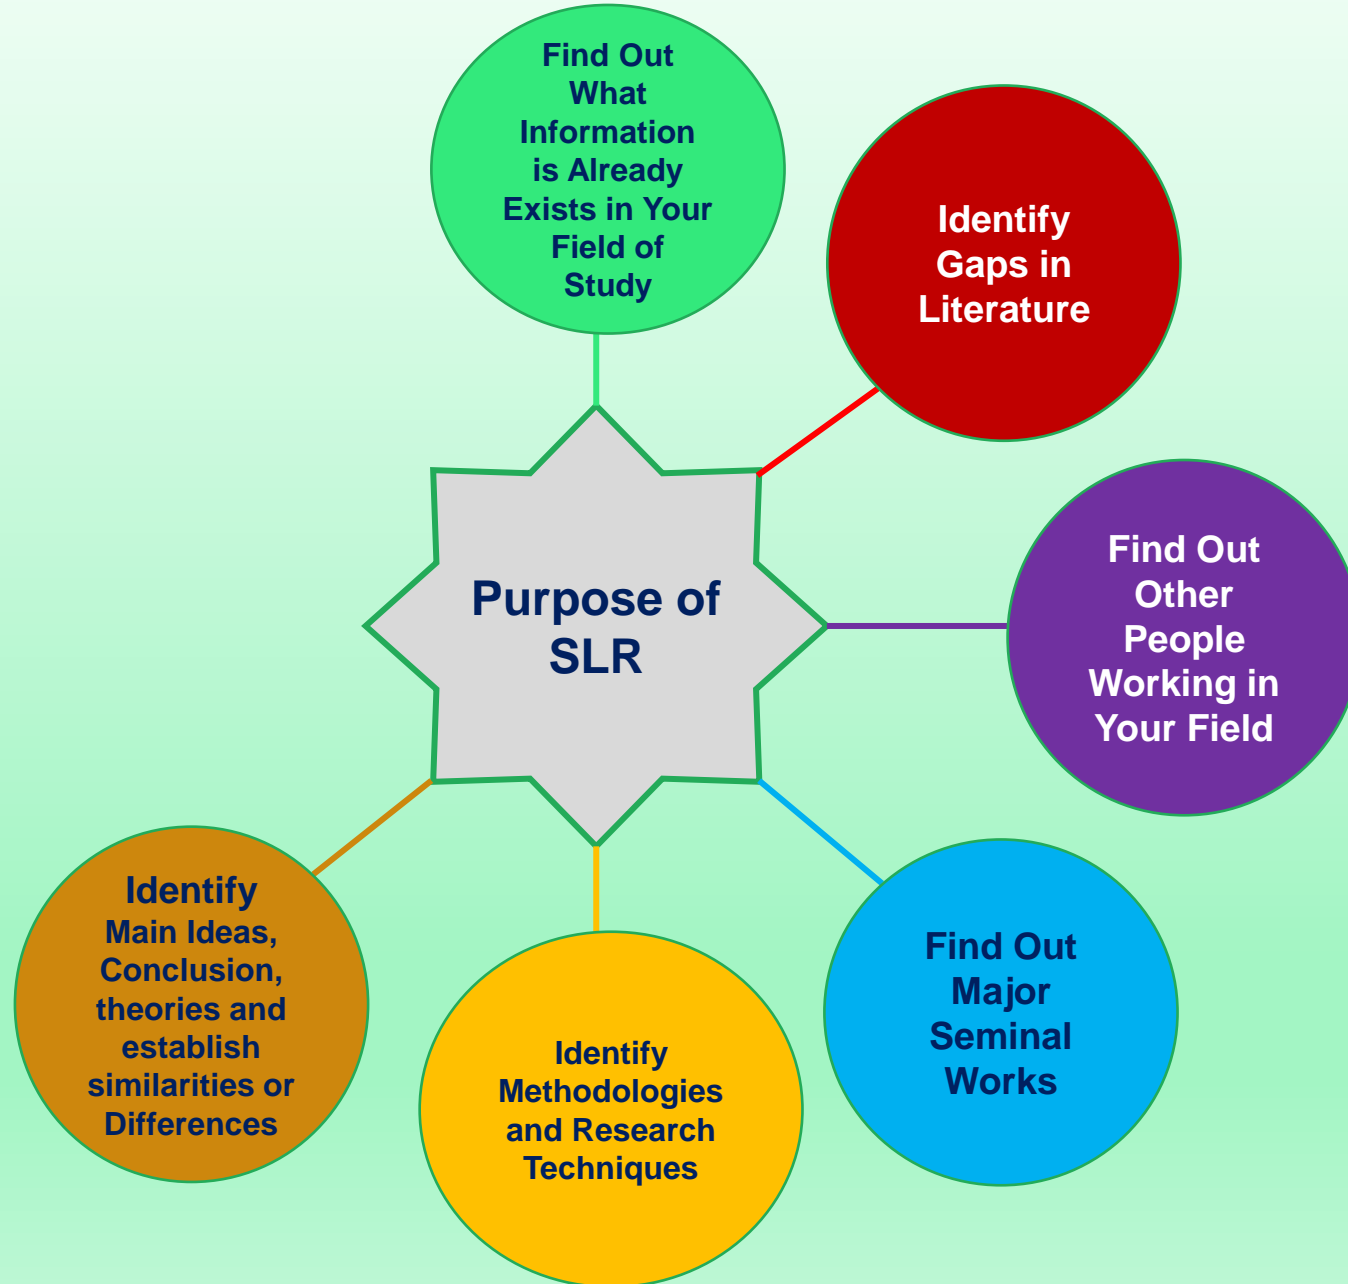 Find Out
What
Information
is Already
Exists in Your
Field of
Study
Identify
Gaps in
Literature
Find Out
Other
People
Working in
Your Field
Purpose of
SLR
Find Out
Major
Seminal
Works
Identify
Methodologies
and Research
Techniques
Identify
Main Ideas,
Conclusion,
theories and
establish
similarities or
Differences